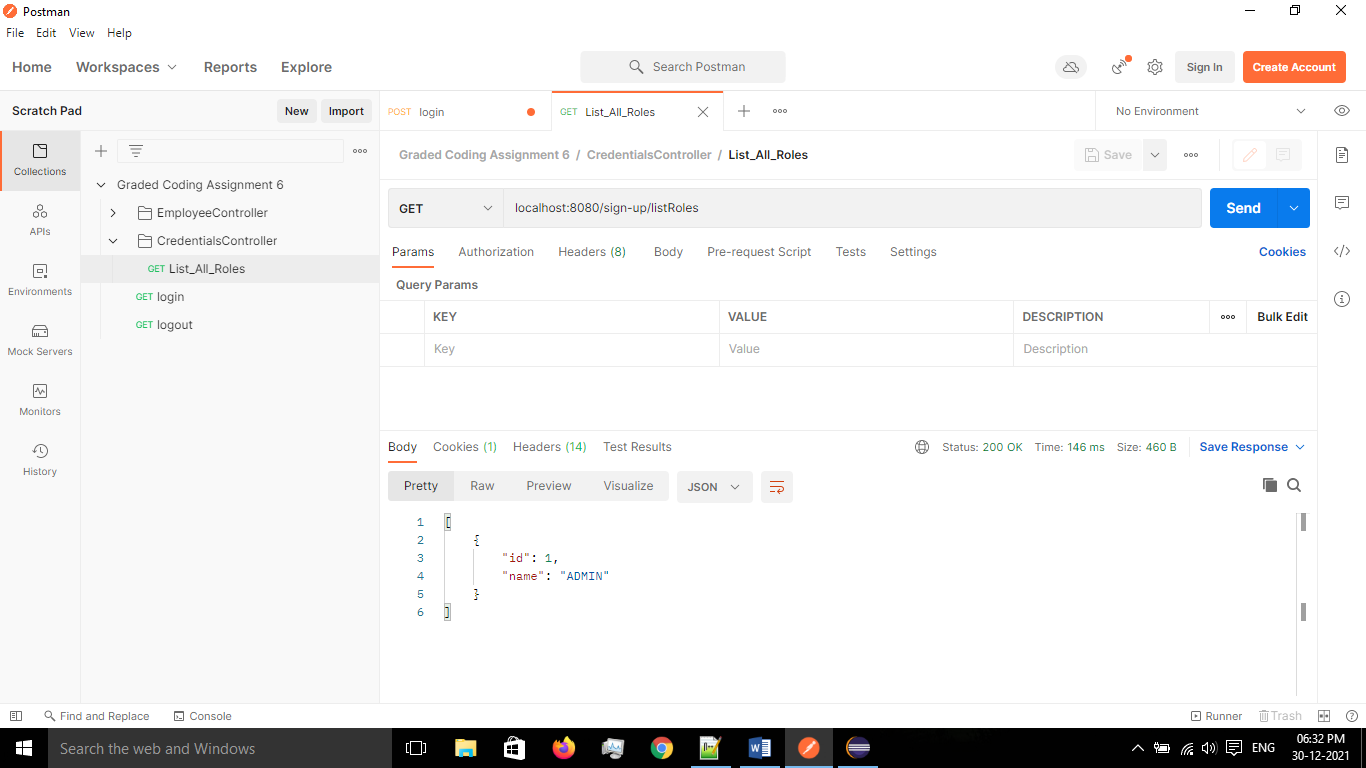 Postman
File Edit View Help
Home Workspaces Reports Explore Search Postman Sign In Create Account
Scratch Pad New Import
POST login GET List_All_Roles No Environment
Collections
APIs
Environments
Mock Servers
Monitors
History
Graded Coding Assignment 6
EmployeeController
CredentialsController
GET List_All_Roles
GET login
GET logout
Graded Coding Assignment 6 / CredentialsController / List_All_Roles Save
GET localhost:8080/sign-up/listRoles Send
Params Authorization Headers (8) Body Pre-request Script Tests Settings Cookies
Query Params
KEY VALUE DESCRIPTION Bulk Edit
Key Value Description
Body Cookies (1) Headers (14) Test Results Status: 200 OK Time: 146 ms Size: 460 B Save Response
Pretty Raw Preview Visualize JSON
1 [
2 {
3 "id": 1,
4 "name": "ADMIN"
5 }
6 ]
Find and Replace Console Runner Trash
Search the web and Windows ENG 06:32 PM
30-12-2021